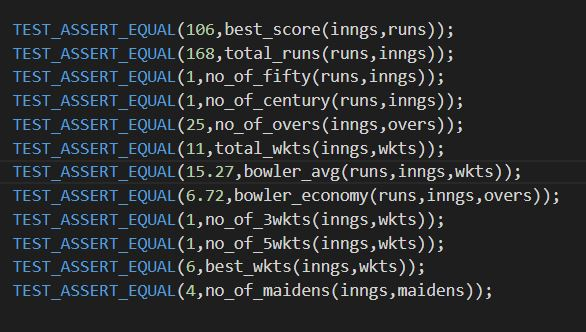 TEST_ASSERT_EQUAL(106,best_score(inngs,runs));
TEST_ASSERT_EQUAL(168,total_runs(runs,inngs));
TEST_ASSERT_EQUAL(1,no_of_fifty(runs,inngs));
TEST_ASSERT_EQUAL(1,no_of_century(runs,inngs));
TEST_ASSERT_EQUAL(25,no_of_overs(inngs,overs));
TEST_ASSERT_EQUAL(11,total_wkts(inngs,wkts));
TEST_ASSERT_EQUAL(15.27,bowler_avg(runs,inngs,wkts));
TEST_ASSERT_EQUAL(6.72,bowler_economy(runs,inngs,overs));
TEST_ASSERT_EQUAL(1,no_of_3wkts(inngs,wkts));
TEST_ASSERT_EQUAL(1,no_of_5wkts(inngs,wkts));
TEST_ASSERT_EQUAL(6,best_wkts(inngs,wkts));
TEST_ASSERT_EQUAL(4,no_of_maidens(inngs,maidens));